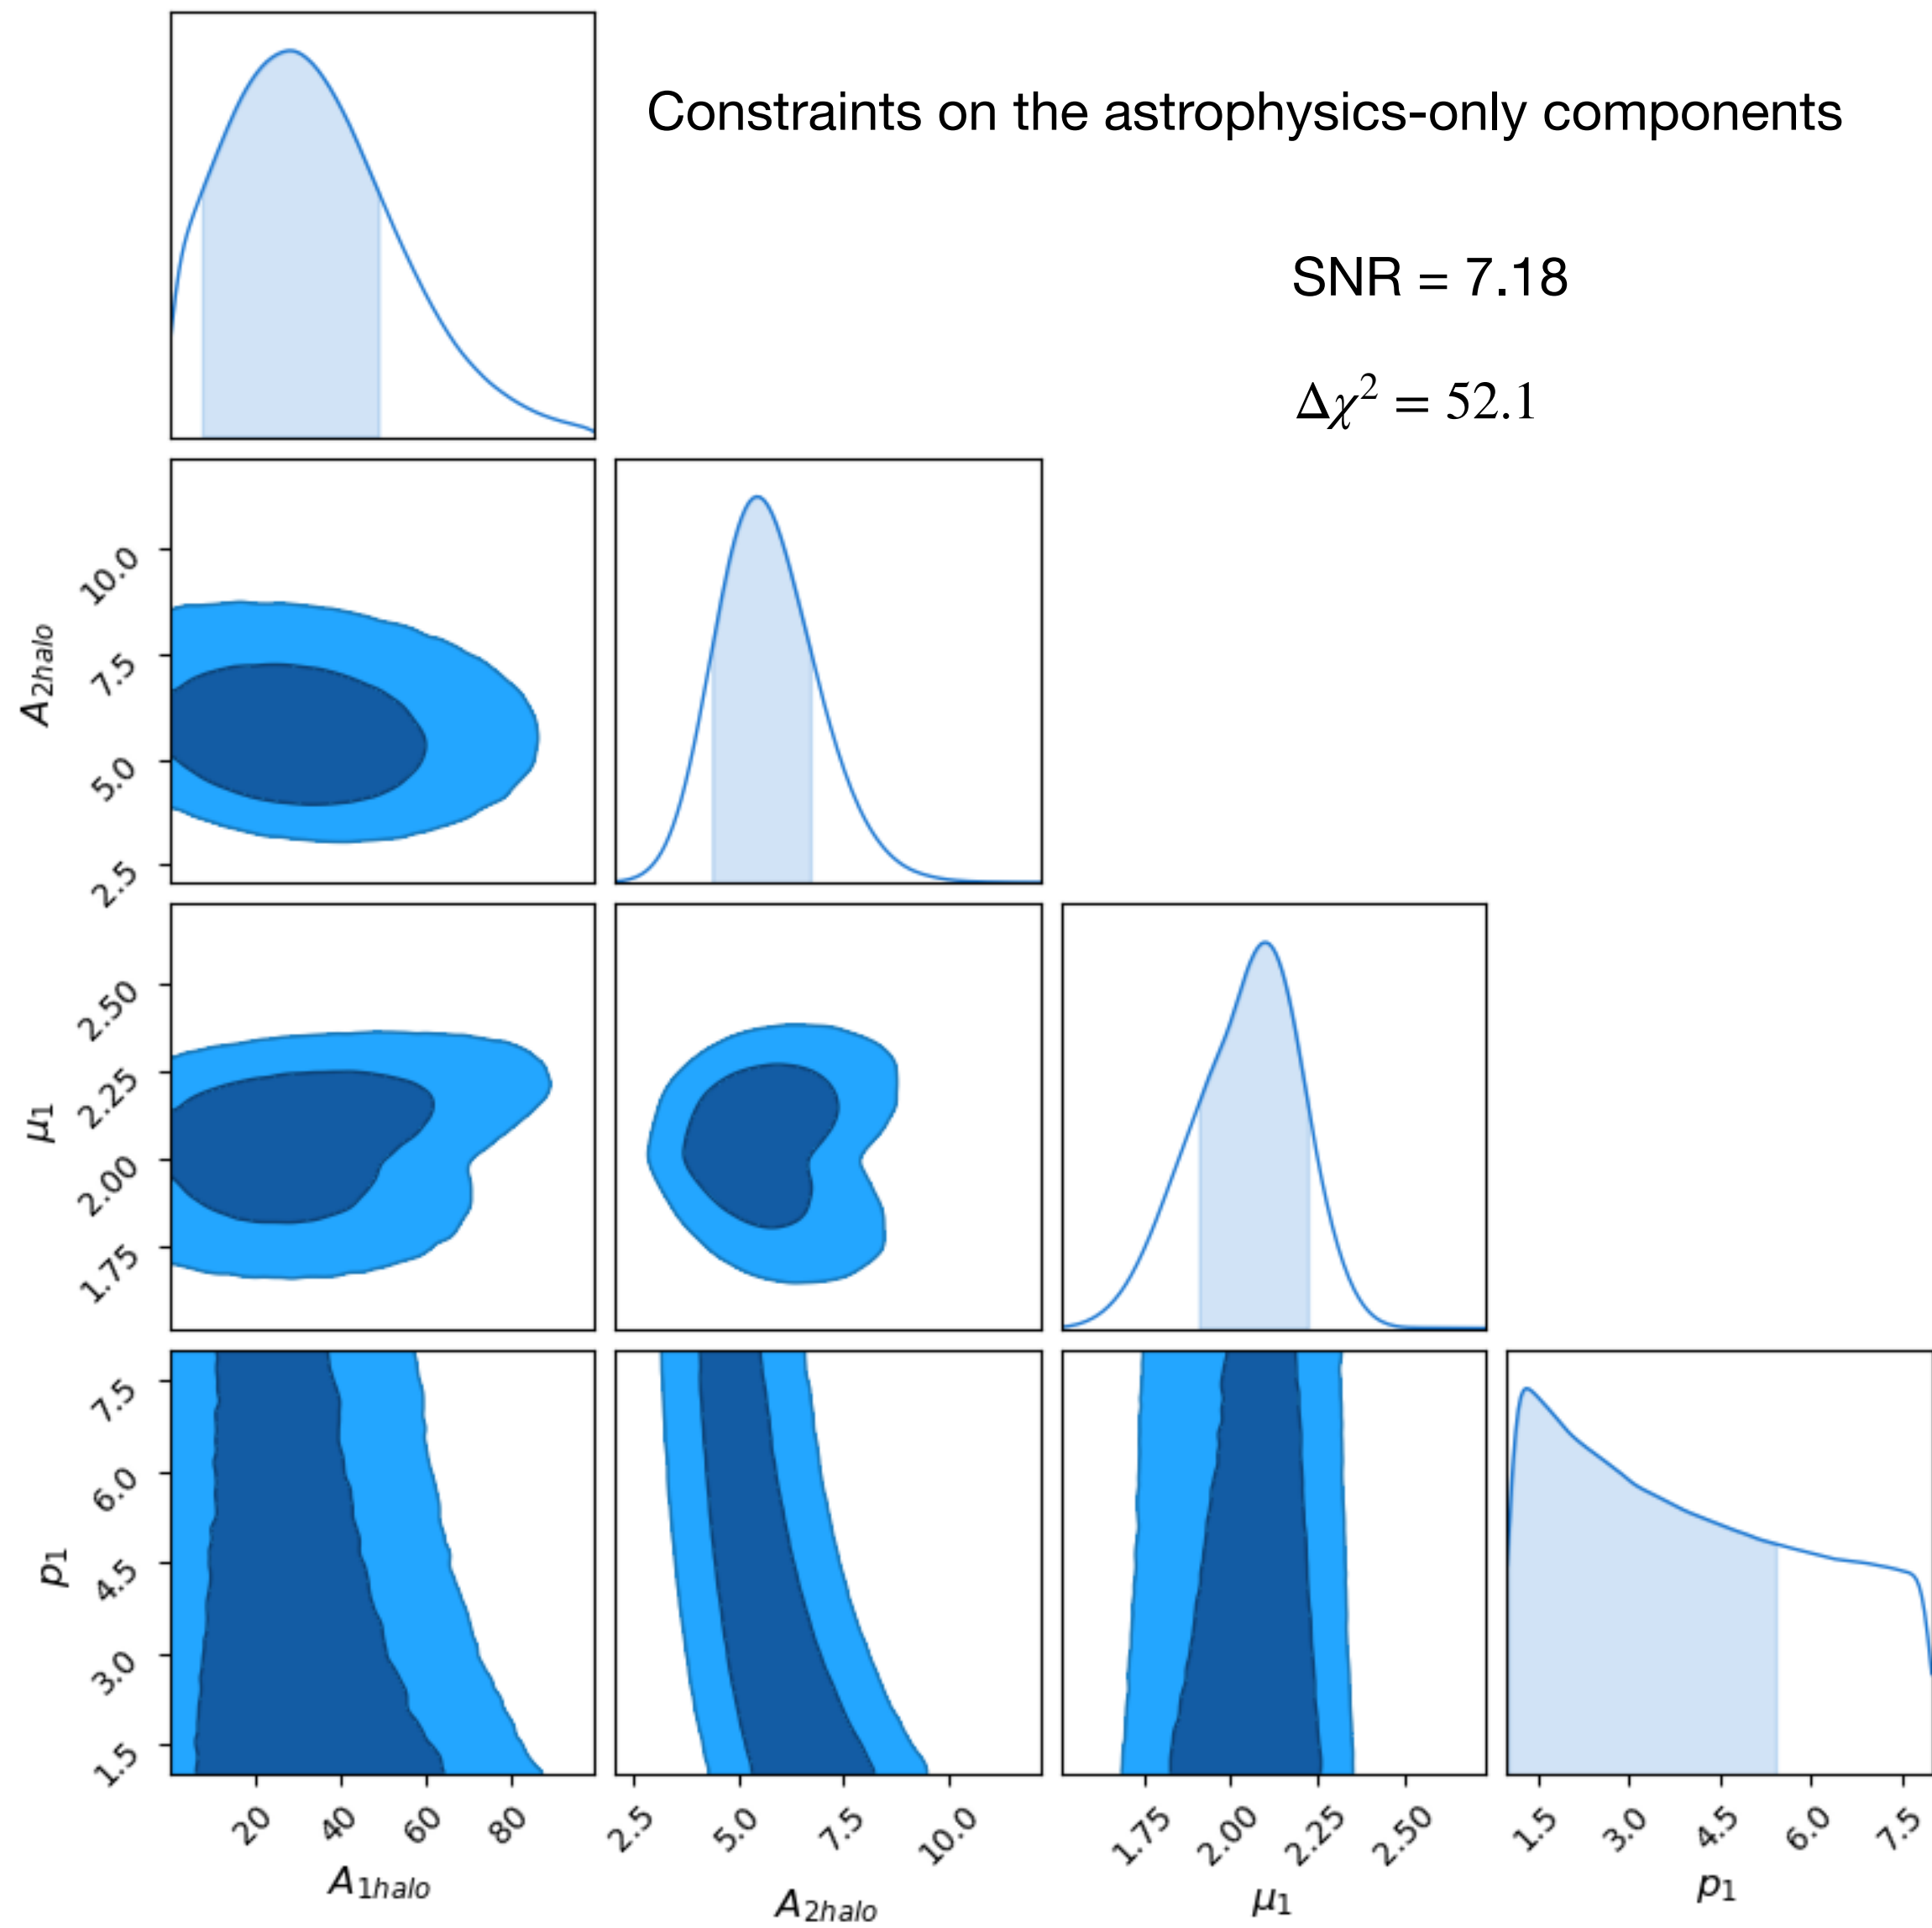 Constraints on the astrophysics-only components
SNR = 7.18
Δχ² = 52.1
10.0
7.5
5.0
2.5
A2halo
2.50
2.25
2.00
1.75
μ1
7.5
6.0
4.5
3.0
1.5
p1
20 40 60 80
2.5 5.0 7.5 10.0
1.75 2.00 2.25 2.50
1.5 3.0 4.5 6.0 7.5
A1halo
A2halo
μ1
p1